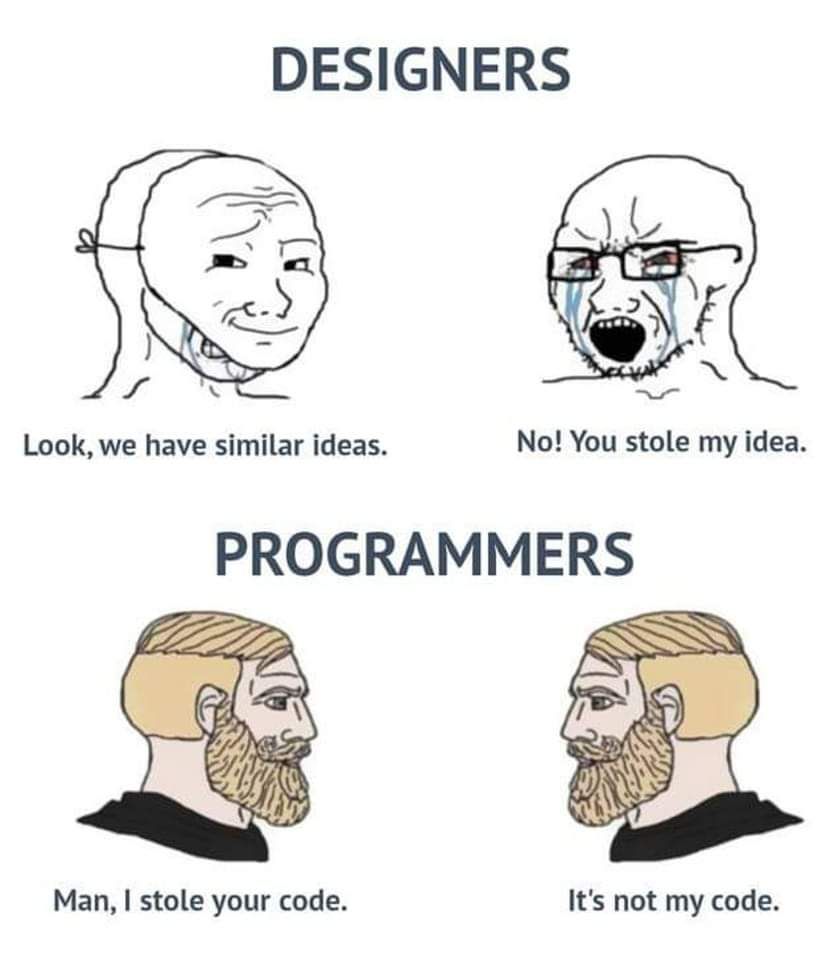 DESIGNERS
Look, we have similar ideas.
No! You stole my idea.
PROGRAMMERS
Man, I stole your code.
It's not my code.